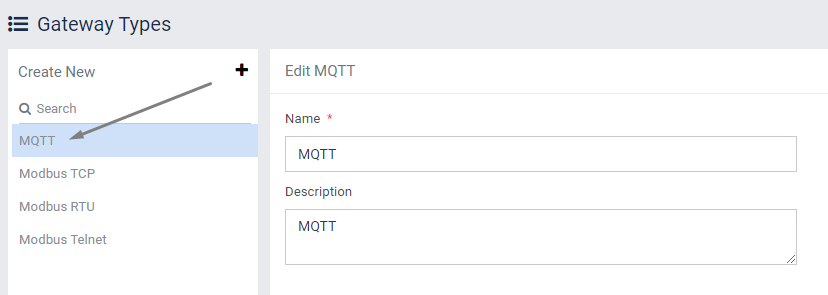 Gateway Types
Create New
Search
MQTT
Modbus TCP
Modbus RTU
Modbus Telnet
Edit MQTT
Name *
MQTT
Description
MQTT